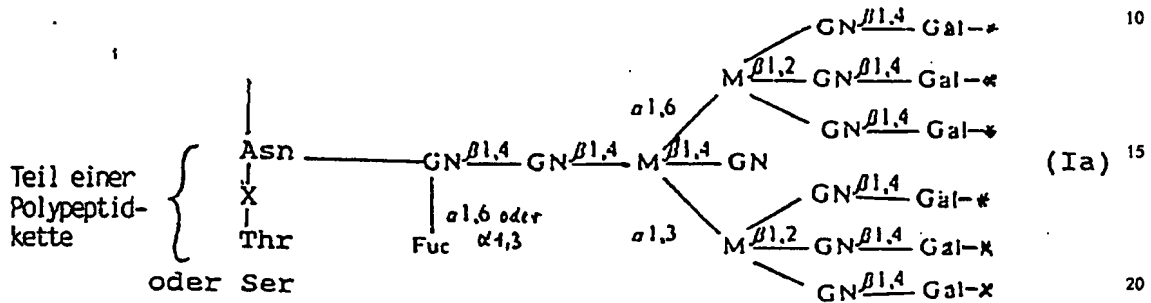 GN β1,4 Gal-* 10
M β1,2 GN β1,4 Gal-*
α1,6 GN β1,4 Gal-*
Asn GN β1,4 GN β1,4 M β1,4 GN (Ia) 15
Teil einer
Polypeptid-
kette
X
GN β1,4 Gal-*
α1,6 oder
α1,3
Thr Fuc α1,3 M β1,2 GN β1,4 Gal-*
oder Ser GN β1,4 Gal-* 20